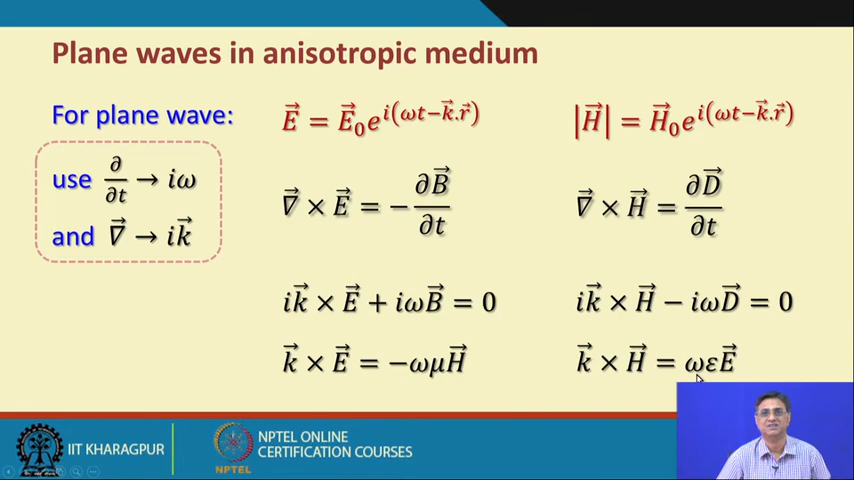 Plane waves in anisotropic medium
For plane wave:
use ∂/∂t → iω
and ∇⃗ → ik⃗
E⃗ = E⃗₀e^{i(ωt−k⃗.r⃗)}
|H⃗| = H⃗₀e^{i(ωt−k⃗.r⃗)}
∇⃗ × E⃗ = − ∂B⃗/∂t
∇⃗ × H⃗ = ∂D⃗/∂t
ik⃗ × E⃗ + iωB⃗ = 0
ik⃗ × H⃗ − iωD⃗ = 0
k⃗ × E⃗ = −ωμH⃗
k⃗ × H⃗ = ωεE⃗
IIT KHARAGPUR
NPTEL
NPTEL ONLINE
CERTIFICATION COURSES